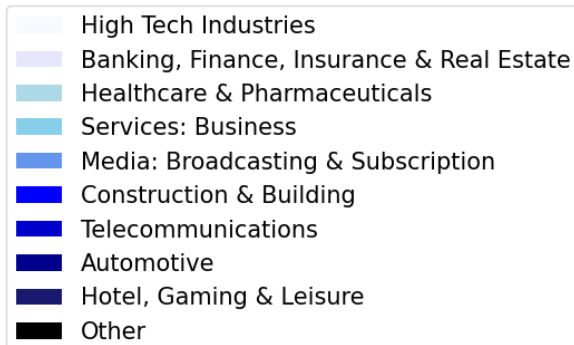 High Tech Industries
Banking, Finance, Insurance & Real Estate
Healthcare & Pharmaceuticals
Services: Business
Media: Broadcasting & Subscription
Construction & Building
Telecommunications
Automotive
Hotel, Gaming & Leisure
Other